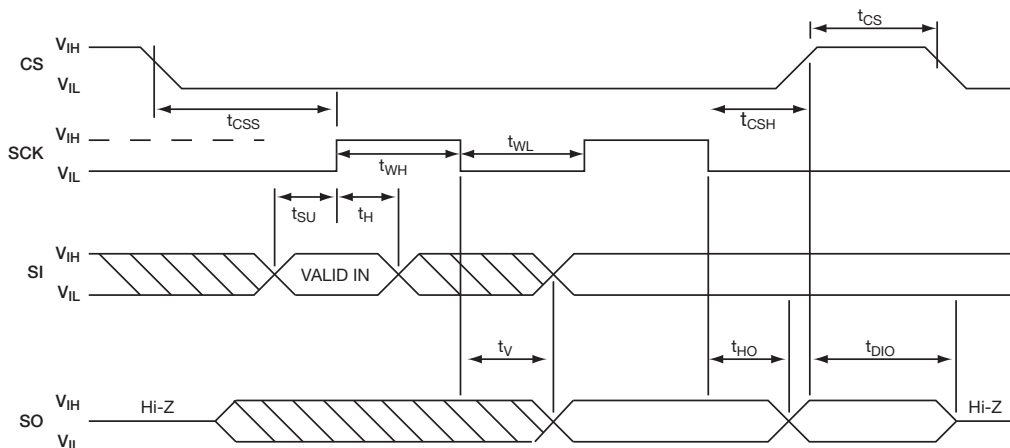 tCS
VIH
CS
VIL
tCSS
tCSH
VIH
SCK
tWL
tWH
VIL
tSU
tH
VIH
SI
VALID IN
VIL
tV
tHO
tDIO
VIH
SO
Hi-Z
Hi-Z
VIL